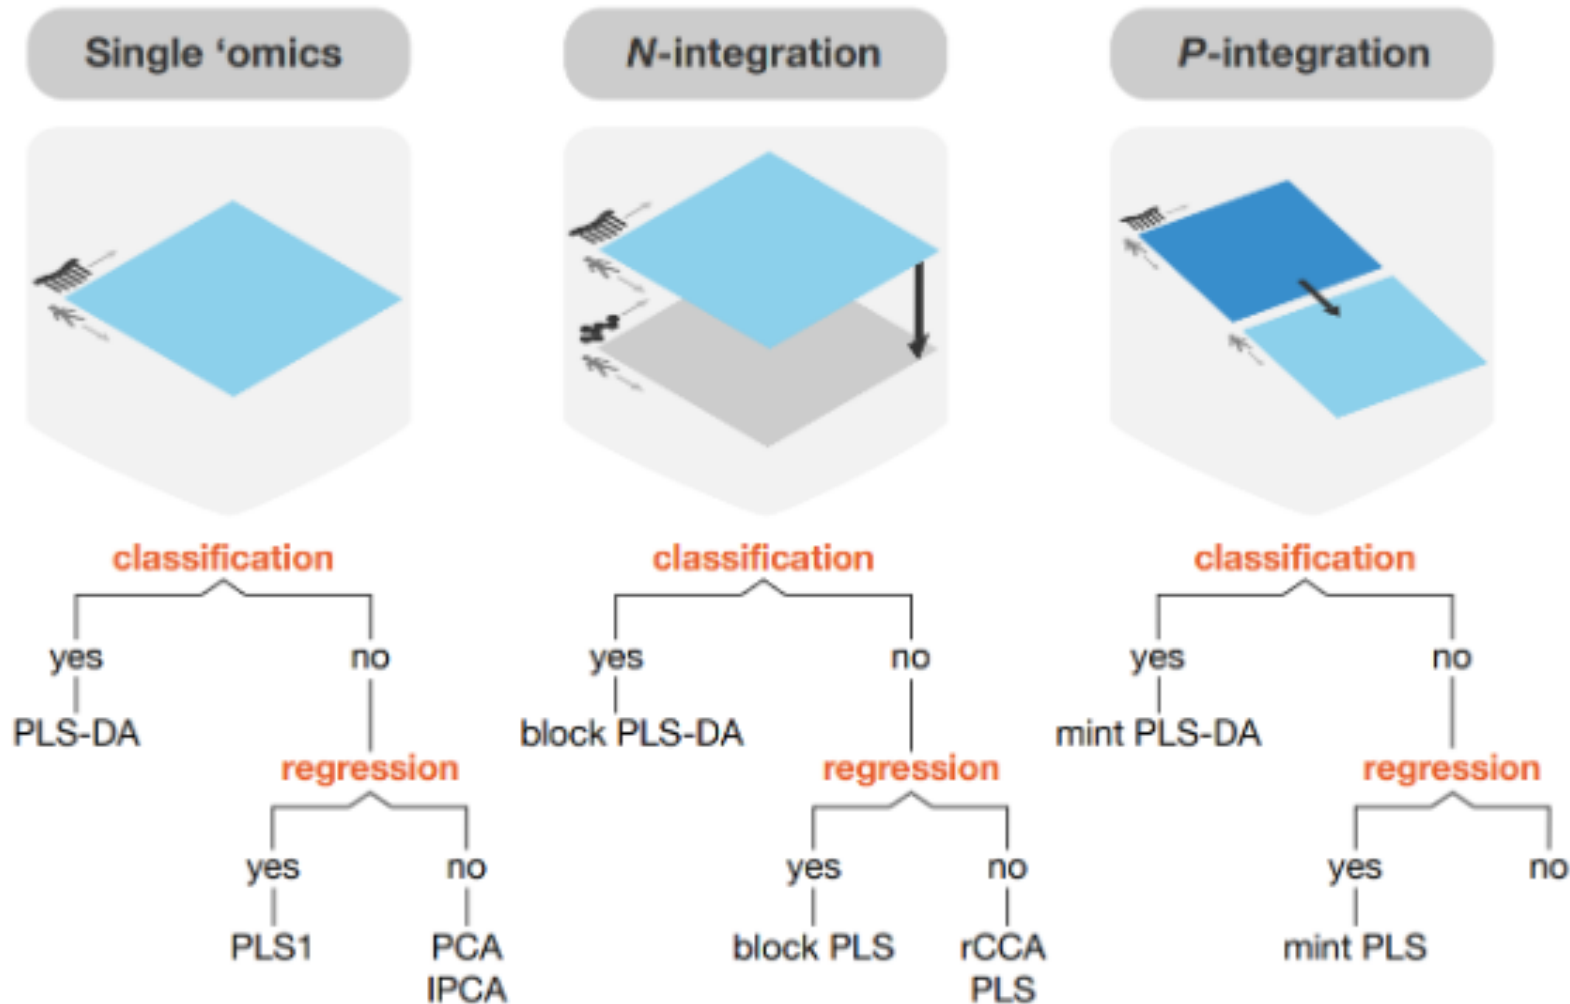 Single ‘omics
N-integration
P-integration
classification
classification
classification
yes
no
yes
no
yes
no
PLS-DA
block PLS-DA
mint PLS-DA
regression
regression
regression
yes
no
yes
no
yes
no
PLS1
PCA
IPCA
block PLS
rCCA
PLS
mint PLS